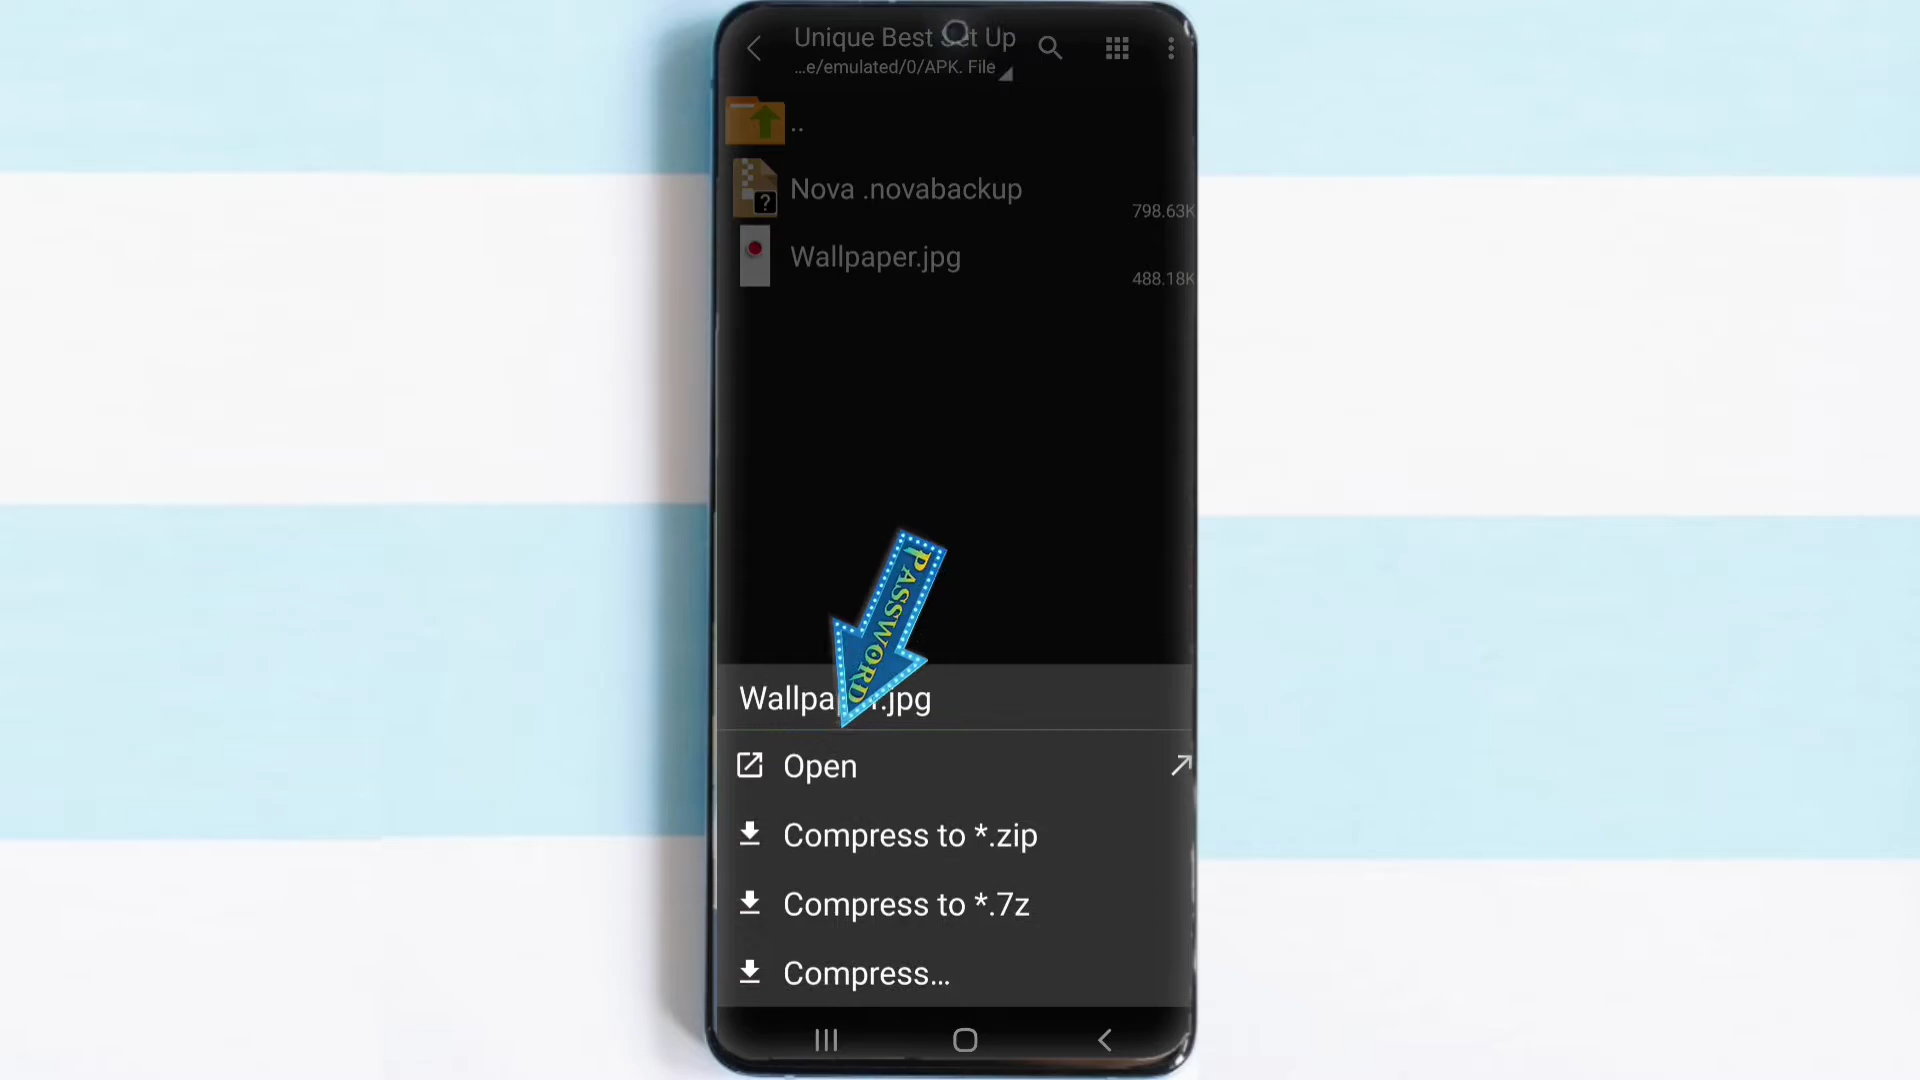 Unique Best Set Up
...e/emulated/0/APK. File
..
Nova .novabackup
798.63K
Wallpaper.jpg
488.18K
PASSWORD
Wallpa r.jpg
Open
Compress to *.zip
Compress to *.7z
Compress...